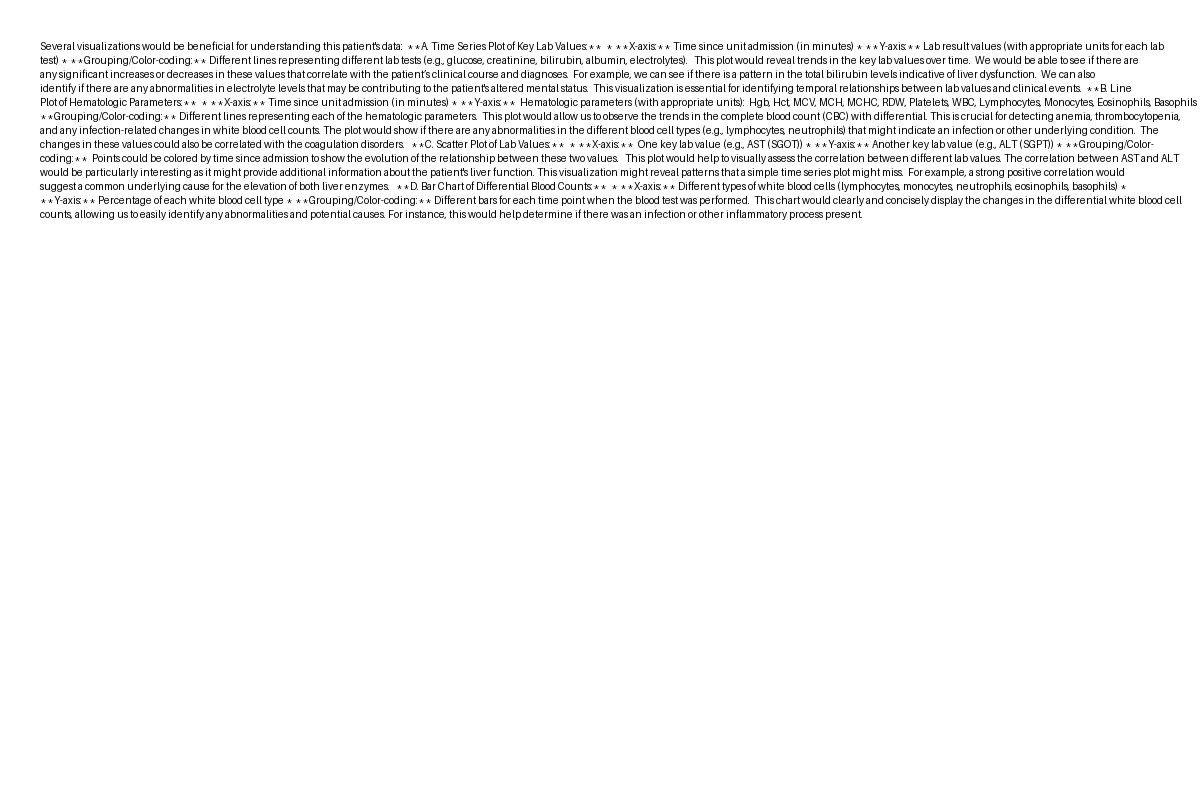 Several visualizations would be beneficial for understanding this patient's data:  **A. Time Series Plot of Key Lab Values:**  * **X-axis:** Time since unit admission (in minutes) * **Y-axis:** Lab result values (with appropriate units for each lab
test) * **Grouping/Color-coding:** Different lines representing different lab tests (e.g., glucose, creatinine, bilirubin, albumin, electrolytes).  This plot would reveal trends in the key lab values over time.  We would be able to see if there are
any significant increases or decreases in these values that correlate with the patient's clinical course and diagnoses.  For example, we can see if there is a pattern in the total bilirubin levels indicative of liver dysfunction.  We can also
identify if there are any abnormalities in electrolyte levels that may be contributing to the patient's altered mental status.  This visualization is essential for identifying temporal relationships between lab values and clinical events.  **B. Line
Plot of Hematologic Parameters:**  * **X-axis:** Time since unit admission (in minutes) * **Y-axis:**  Hematologic parameters (with appropriate units):  Hgb, Hct, MCV, MCH, MCHC, RDW, Platelets, WBC, Lymphocytes, Monocytes, Eosinophils, Basophils
**Grouping/Color-coding:** Different lines representing each of the hematologic parameters.  This plot would allow us to observe the trends in the complete blood count (CBC) with differential. This is crucial for detecting anemia, thrombocytopenia,
and any infection-related changes in white blood cell counts. The plot would show if there are any abnormalities in the different blood cell types (e.g., lymphocytes, neutrophils) that might indicate an infection or other underlying condition.  The
changes in these values could also be correlated with the coagulation disorders.  **C. Scatter Plot of Lab Values:**  * **X-axis:**  One key lab value (e.g., AST (SGOT)) * **Y-axis:** Another key lab value (e.g., ALT (SGPT)) * **Grouping/Color-
coding:**  Points could be colored by time since admission to show the evolution of the relationship between these two values.   This plot would help to visually assess the correlation between different lab values. The correlation between AST and ALT
would be particularly interesting as it might provide additional information about the patient's liver function. This visualization might reveal patterns that a simple time series plot might miss.  For example, a strong positive correlation would
suggest a common underlying cause for the elevation of both liver enzymes.  **D. Bar Chart of Differential Blood Counts:**  * **X-axis:** Different types of white blood cells (lymphocytes, monocytes, neutrophils, eosinophils, basophils) *
**Y-axis:** Percentage of each white blood cell type * **Grouping/Color-coding:** Different bars for each time point when the blood test was performed.  This chart would clearly and concisely display the changes in the differential white blood cell
counts, allowing us to easily identify any abnormalities and potential causes. For instance, this would help determine if there was an infection or other inflammatory process present.